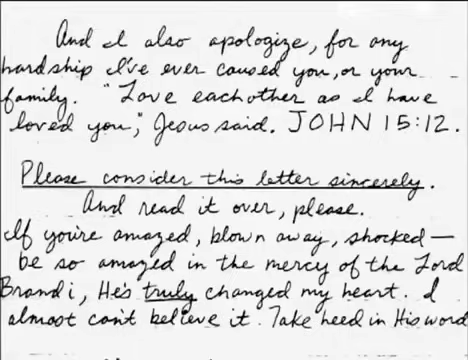 And I also apologize, for any
hardship I've ever caused you, or your
family. "Love eachother as I have
loved you," Jesus said. JOHN 15:12.
Please consider this letter sincerely.
And read it over, please.
If you're amazed, blown away, shocked—
be so amazed in the mercy of the Lord
Brandi, He's truly changed my heart. I
almost can't believe it. Take heed in His word